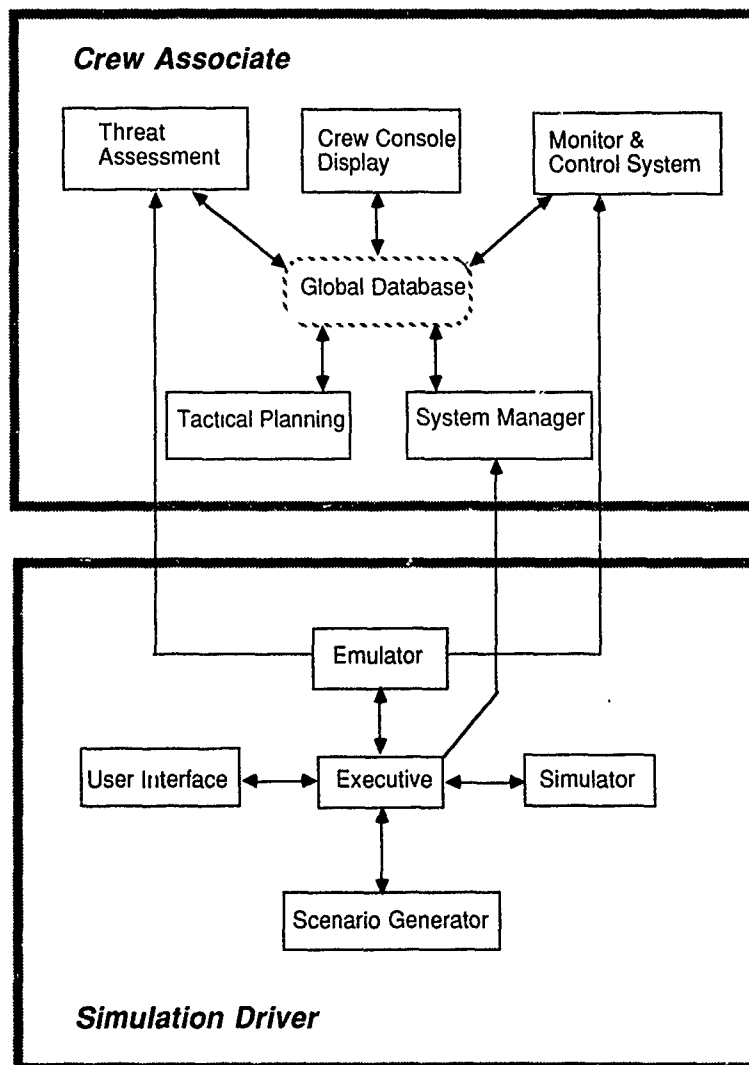 Crew Associate
Threat
Assessment
Crew Console
Display
Monitor &
Control System
Global Database
Tactical Planning
System Manager
Emulator
User Interface
Executive
Simulator
Scenario Generator
Simulation Driver